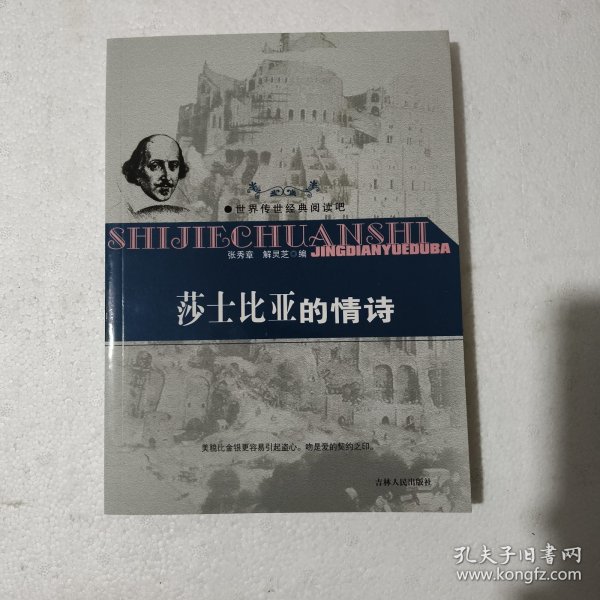 ●世界传世经典阅读吧
SHIJIECHUANSHI
JINGDIANYUEDUBA
张秀章 解灵芝○编
莎士比亚的情诗
美貌比金银更容易引起盗心。吻是爱的契约之印。
吉林人民出版社
孔夫子旧书网
www.kongfz.com